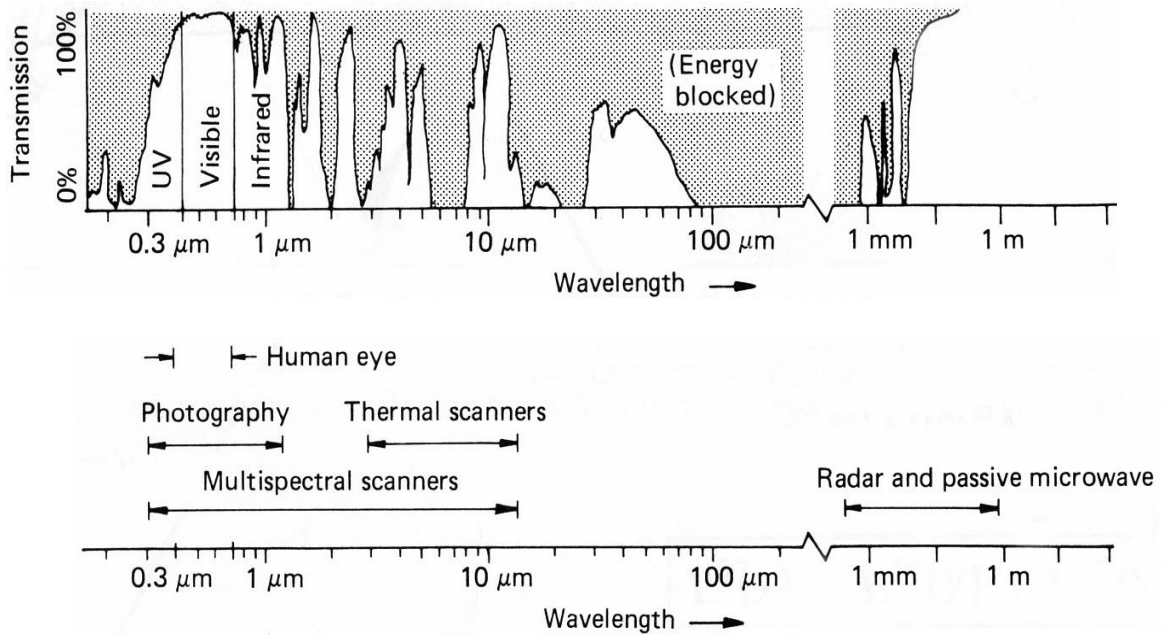 Transmission
100%
0%
UV
Visible
Infrared
(Energy
blocked)
0.3 μm 1 μm 10 μm 100 μm 1 mm 1 m
Wavelength
Human eye
Photography Thermal scanners
Multispectral scanners Radar and passive microwave
0.3 μm 1 μm 10 μm 100 μm 1 mm 1 m
Wavelength